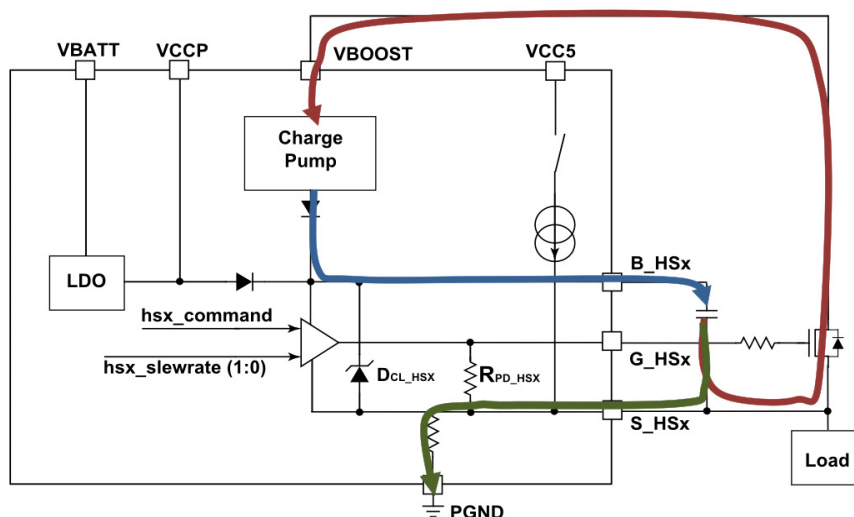 VBATT
VCCP
VBOOST
VCC5
Charge
Pump
LDO
B_HSx
hsx_command
hsx_slewrate (1:0)
DCL_HSX
RPD_HSX
G_HSx
S_HSx
Load
PGND